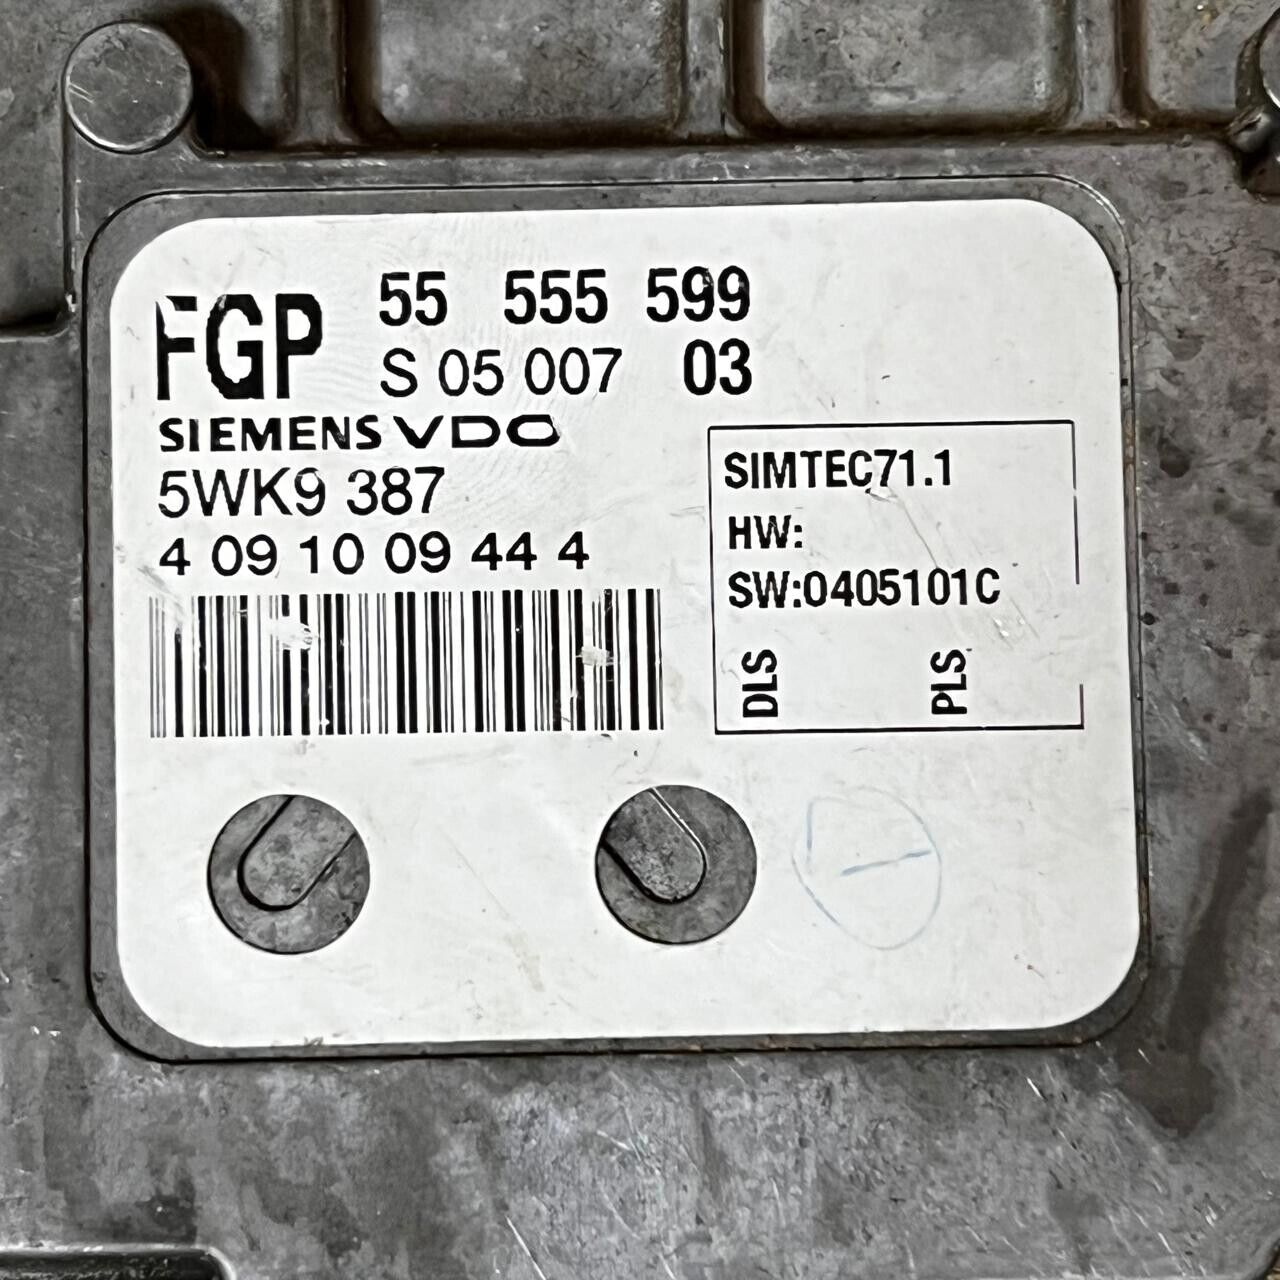 FGP
55 555 599
S 05 007 03
SIEMENS VDO
5WK9 387
4 09 10 09 44 4
SIMTEC71.1
HW:
SW:0405101C
DLS
PLS